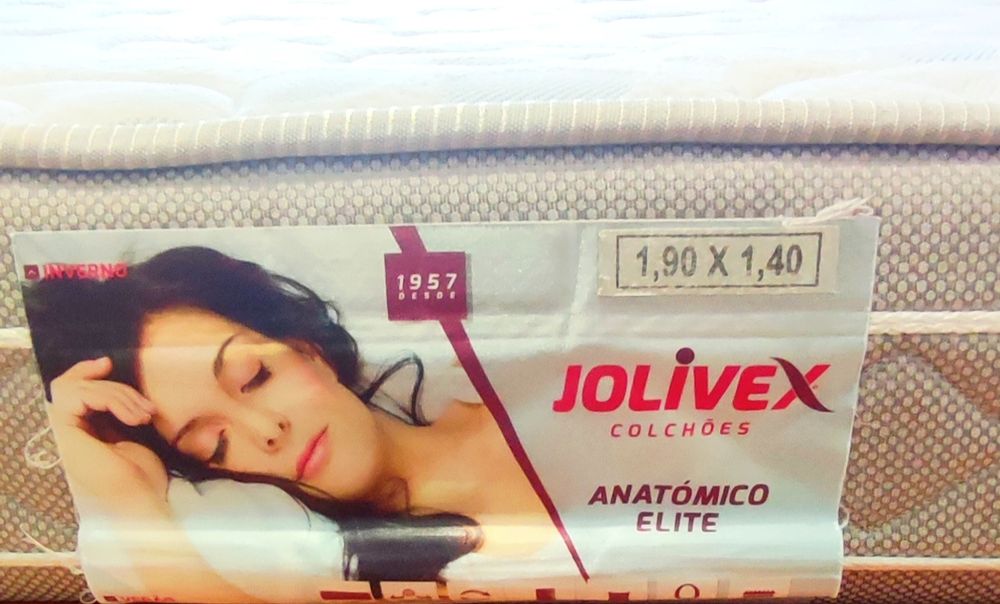 INVERNO
1957
DESDE
1,90 X 1,40
JOLIVEX
COLCHÕES
ANATÓMICO
ELITE